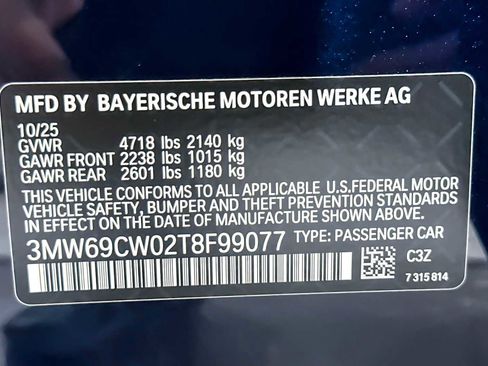 MFD BY BAYERISCHE MOTOREN WERKE AG
10/25
GVWR 4718 lbs 2140 kg
GAWR FRONT 2238 lbs 1015 kg
GAWR REAR 2601 lbs 1180 kg
THIS VEHICLE CONFORMS TO ALL APPLICABLE U.S.FEDERAL MOTOR
VEHICLE SAFETY, BUMPER AND THEFT PREVENTION STANDARDS
IN EFFECT ON THE DATE OF MANUFACTURE SHOWN ABOVE.
3MW69CW02T8F99077 TYPE: PASSENGER CAR
C3Z
7 315 814